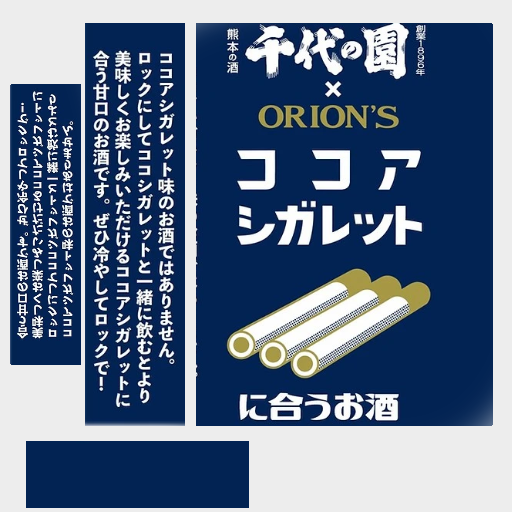 熊本の酒
千代の園
創業1896年
×
ORION'S
ココア
シガレット
に合うお酒
ココアシガレット味のお酒ではありません。
ロックにしてココシガレットと一緒に飲むとより
美味しくお楽しみいただけるココアシガレットに
合う甘口のお酒です。ぜひ冷やしてロックで！